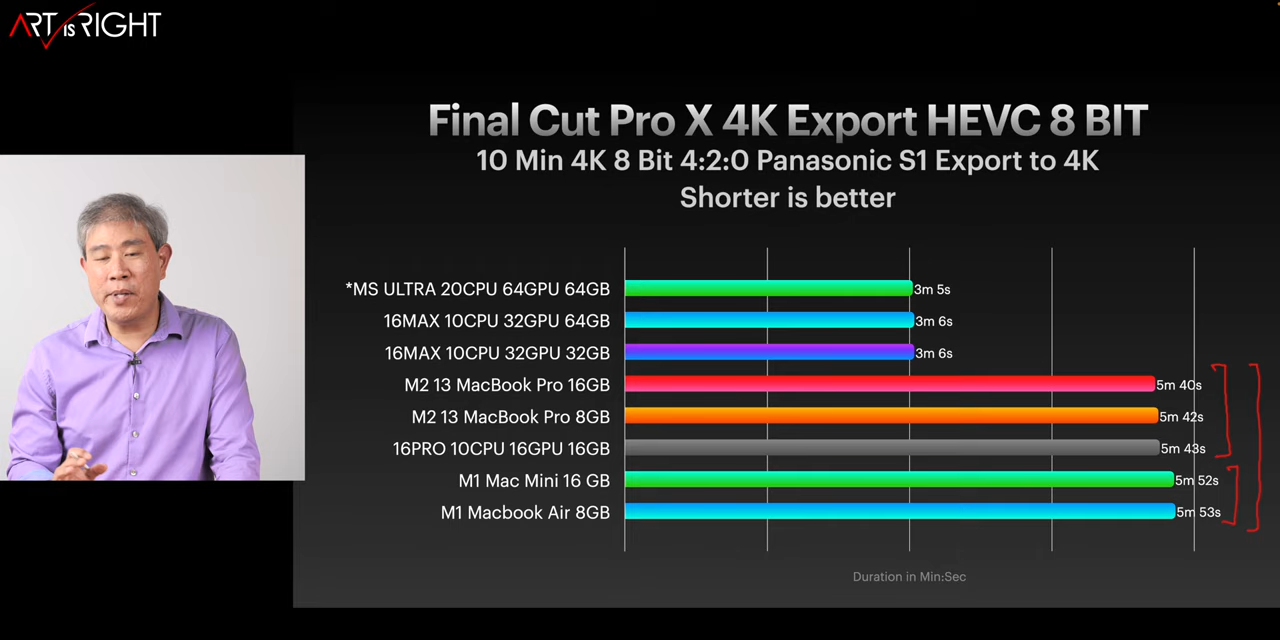 ART IS RIGHT
Final Cut Pro X 4K Export HEVC 8 BIT
10 Min 4K 8 Bit 4:2:0 Panasonic S1 Export to 4K
Shorter is better
*MS ULTRA 20CPU 64GPU 64GB 3m 5s
16MAX 10CPU 32GPU 64GB 3m 6s
16MAX 10CPU 32GPU 32GB 3m 6s
M2 13 MacBook Pro 16GB 5m 40s
M2 13 MacBook Pro 8GB 5m 42s
16PRO 10CPU 16GPU 16GB 5m 43s
M1 Mac Mini 16 GB 5m 52s
M1 Macbook Air 8GB 5m 53s
Duration in Min:Sec